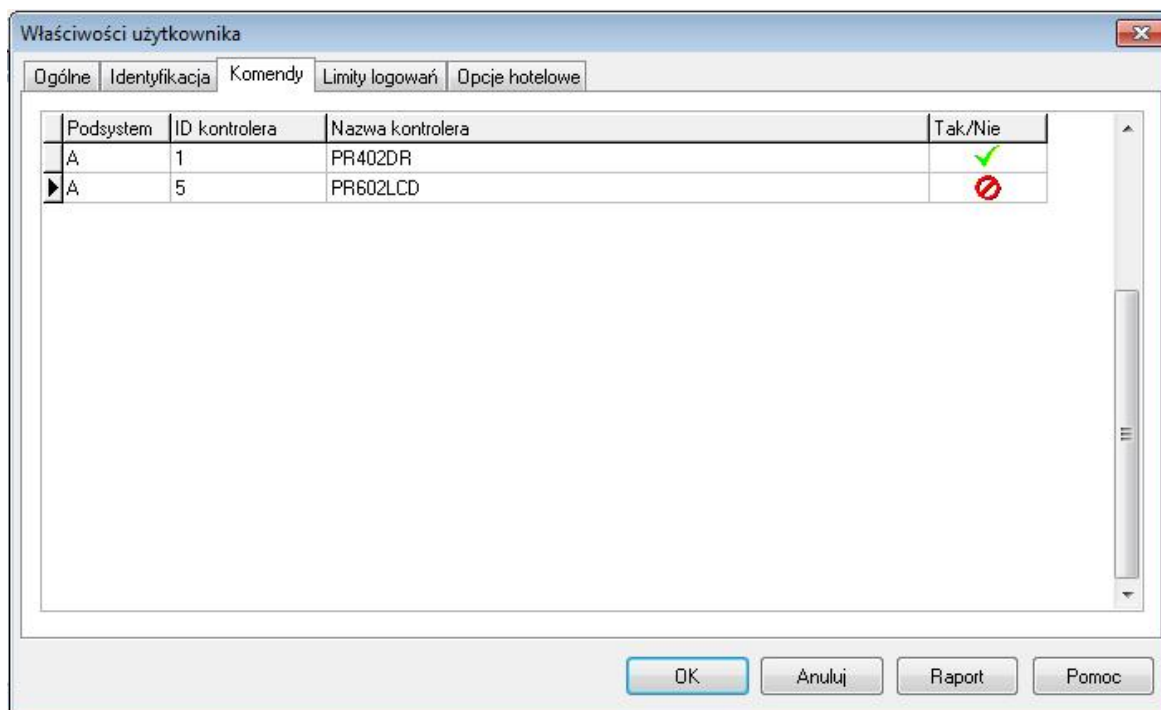 Właściwości użytkownika
Ogólne Identyfikacja Komendy Limity logowań Opcje hotelowe
Podsystem ID kontrolera Nazwa kontrolera Tak/Nie
A 1 PR402DR
A 5 PR602LCD
OK Anuluj Raport Pomoc